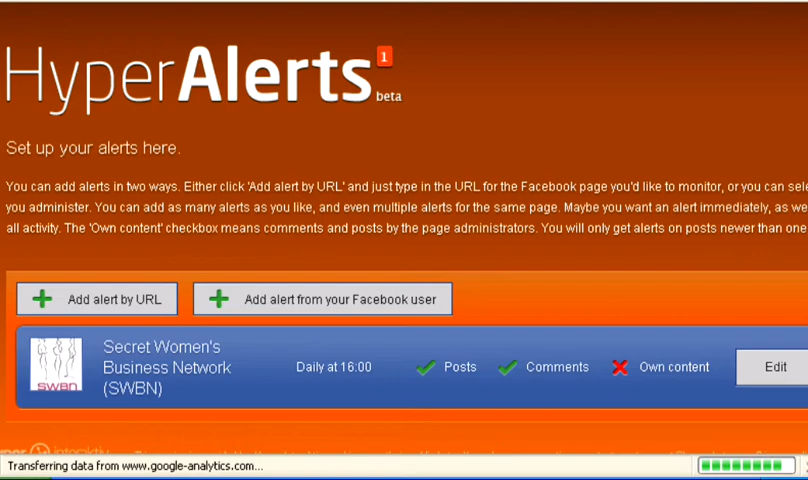 HyperAlerts 1
beta
Set up your alerts here.
You can add alerts in two ways. Either click 'Add alert by URL' and just type in the URL for the Facebook page you'd like to monitor, or you can sele
you administer. You can add as many alerts as you like, and even multiple alerts for the same page. Maybe you want an alert immediately, as we
all activity. The 'Own content' checkbox means comments and posts by the page administrators. You will only get alerts on posts newer than one
Add alert by URL Add alert from your Facebook user
SWBN
Secret Women's
Business Network
(SWBN)
Daily at 16:00 Posts Comments Own content Edit
Transferring data from www.google-analytics.com...